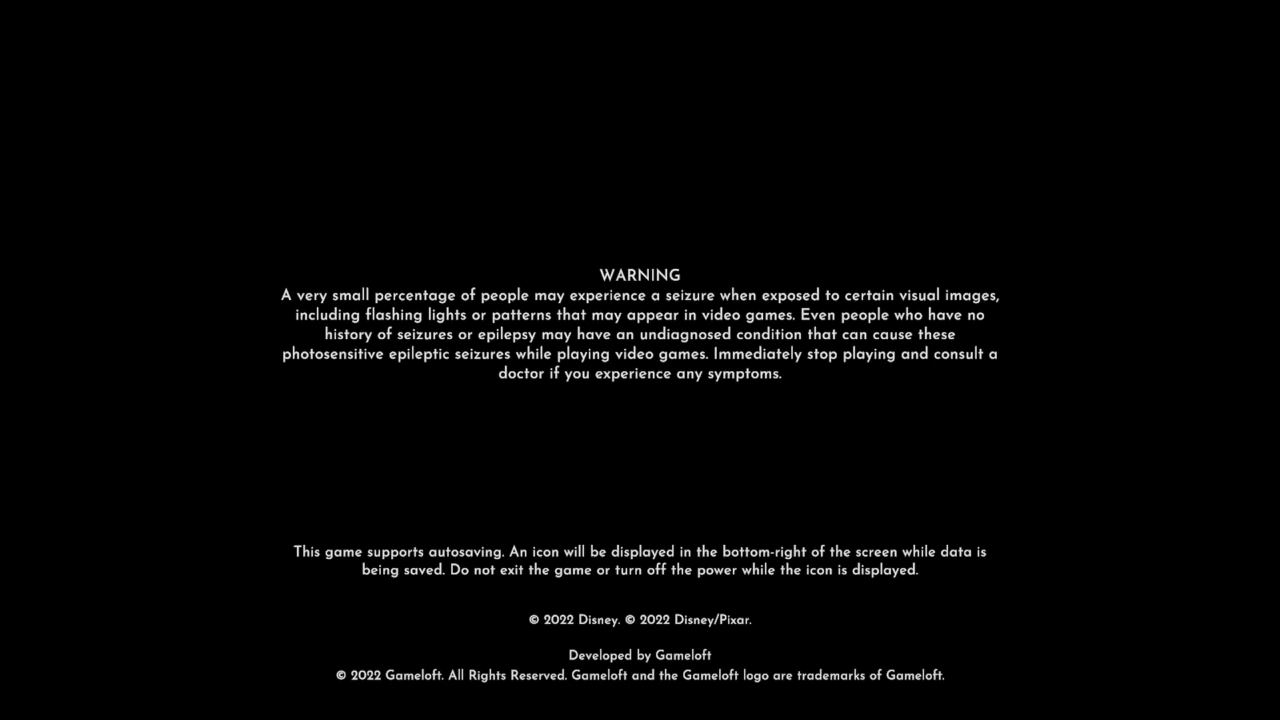 WARNING
A very small percentage of people may experience a seizure when exposed to certain visual images,
including flashing lights or patterns that may appear in video games. Even people who have no
history of seizures or epilepsy may have an undiagnosed condition that can cause these
photosensitive epileptic seizures while playing video games. Immediately stop playing and consult a
doctor if you experience any symptoms.
This game supports autosaving. An icon will be displayed in the bottom-right of the screen while data is
being saved. Do not exit the game or turn off the power while the icon is displayed.
© 2022 Disney. © 2022 Disney/Pixar.
Developed by Gameloft
© 2022 Gameloft. All Rights Reserved. Gameloft and the Gameloft logo are trademarks of Gameloft.